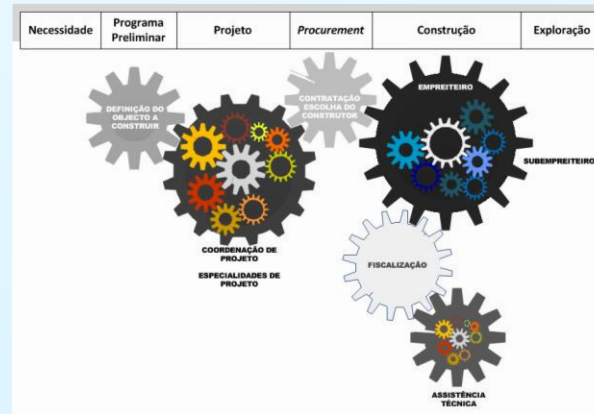 Necessidade
Programa
Preliminar
Projeto
Procurement
Construção
Exploração
DEFINIÇÃO DO
OBJECTO A
CONSTRUIR
CONTRATAÇÃO
ESCOLHA DO
CONSTRUTOR
EMPREITEIRO
SUBEMPREITEIRO
COORDENAÇÃO DE
PROJETO
ESPECIALIDADES DE
PROJETO
FISCALIZAÇÃO
ASSISTÊNCIA
TÉCNICA